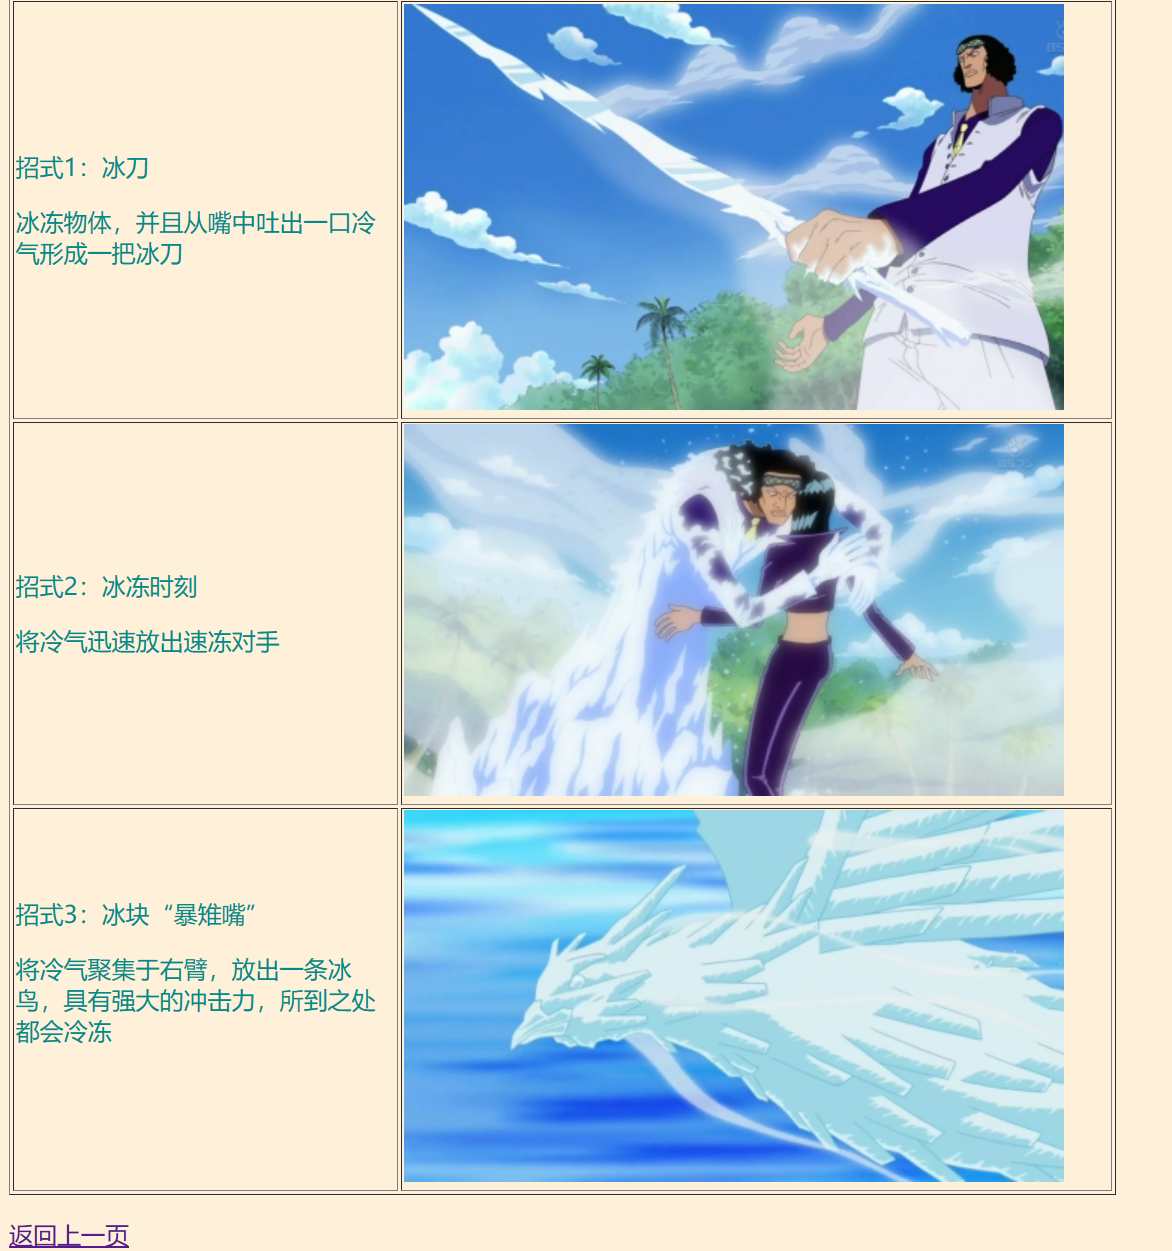 招式1：冰刀
冰冻物体，并且从嘴中吐出一口冷
气形成一把冰刀
招式2：冰冻时刻
将冷气迅速放出速冻对手
招式3：冰块“暴雉嘴”
将冷气聚集于右臂，放出一条冰
鸟，具有强大的冲击力，所到之处
都会冷冻
返回上一页